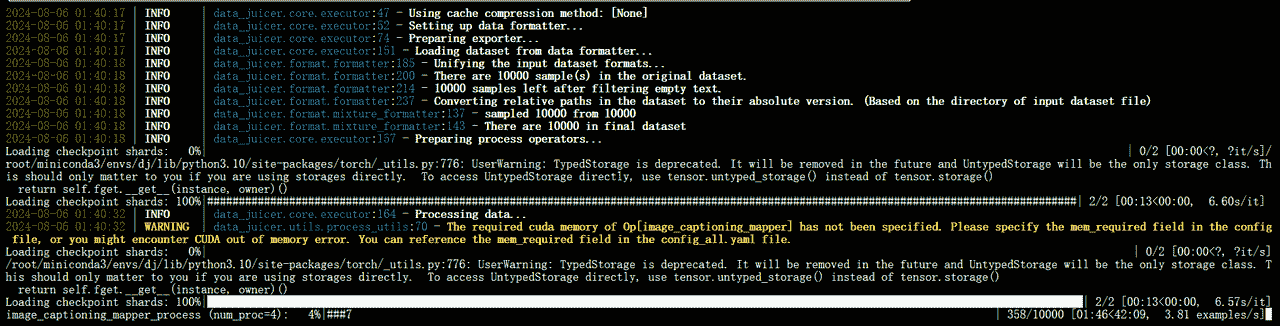 2024-08-06 01:40:17 | INFO     | data_juicer.core.executor:47 - Using cache compression method: [None]
2024-08-06 01:40:17 | INFO     | data_juicer.core.executor:52 - Setting up data formatter...
2024-08-06 01:40:17 | INFO     | data_juicer.core.executor:74 - Preparing exporter...
2024-08-06 01:40:17 | INFO     | data_juicer.core.executor:151 - Loading dataset from data formatter...
2024-08-06 01:40:18 | INFO     | data_juicer.format.formatter:185 - Unifying the input dataset formats...
2024-08-06 01:40:18 | INFO     | data_juicer.format.formatter:200 - There are 10000 sample(s) in the original dataset.
2024-08-06 01:40:18 | INFO     | data_juicer.format.formatter:214 - 10000 samples left after filtering empty text.
2024-08-06 01:40:18 | INFO     | data_juicer.format.formatter:237 - Converting relative paths in the dataset to their absolute version. (Based on the directory of input dataset file)
2024-08-06 01:40:18 | INFO     | data_juicer.format.mixture_formatter:137 - sampled 10000 from 10000
2024-08-06 01:40:18 | INFO     | data_juicer.format.mixture_formatter:143 - There are 10000 in final dataset
2024-08-06 01:40:18 | INFO     | data_juicer.core.executor:157 - Preparing process operators...
Loading checkpoint shards:   0%| | 0/2 [00:00<?, ?it/s]/
root/miniconda3/envs/dj/lib/python3.10/site-packages/torch/_utils.py:776: UserWarning: TypedStorage is deprecated. It will be removed in the future and UntypedStorage will be the only storage class. Th
is should only matter to you if you are using storages directly.  To access UntypedStorage directly, use tensor.untyped_storage() instead of tensor.storage()
  return self.fget.__get__(instance, owner)()
Loading checkpoint shards: 100%|##########################################################################################################################################| 2/2 [00:13<00:00,  6.60s/it]
2024-08-06 01:40:32 | INFO     | data_juicer.core.executor:164 - Processing data...
2024-08-06 01:40:32 | WARNING  | data_juicer.utils.process_utils:70 - The required cuda memory of Op[image_captioning_mapper] has not been specified. Please specify the mem_required field in the config
 file, or you might encounter CUDA out of memory error. You can reference the mem_required field in the config_all.yaml file.
Loading checkpoint shards:   0%| | 0/2 [00:00<?, ?it/s]
/root/miniconda3/envs/dj/lib/python3.10/site-packages/torch/_utils.py:776: UserWarning: TypedStorage is deprecated. It will be removed in the future and UntypedStorage will be the only storage class. T
his should only matter to you if you are using storages directly.  To access UntypedStorage directly, use tensor.untyped_storage() instead of tensor.storage()
  return self.fget.__get__(instance, owner)()
Loading checkpoint shards: 100%| | 2/2 [00:13<00:00,  6.57s/it]
image_captioning_mapper_process (num_proc=4):   4%|###7 | 358/10000 [01:46<42:09,  3.81 examples/s]